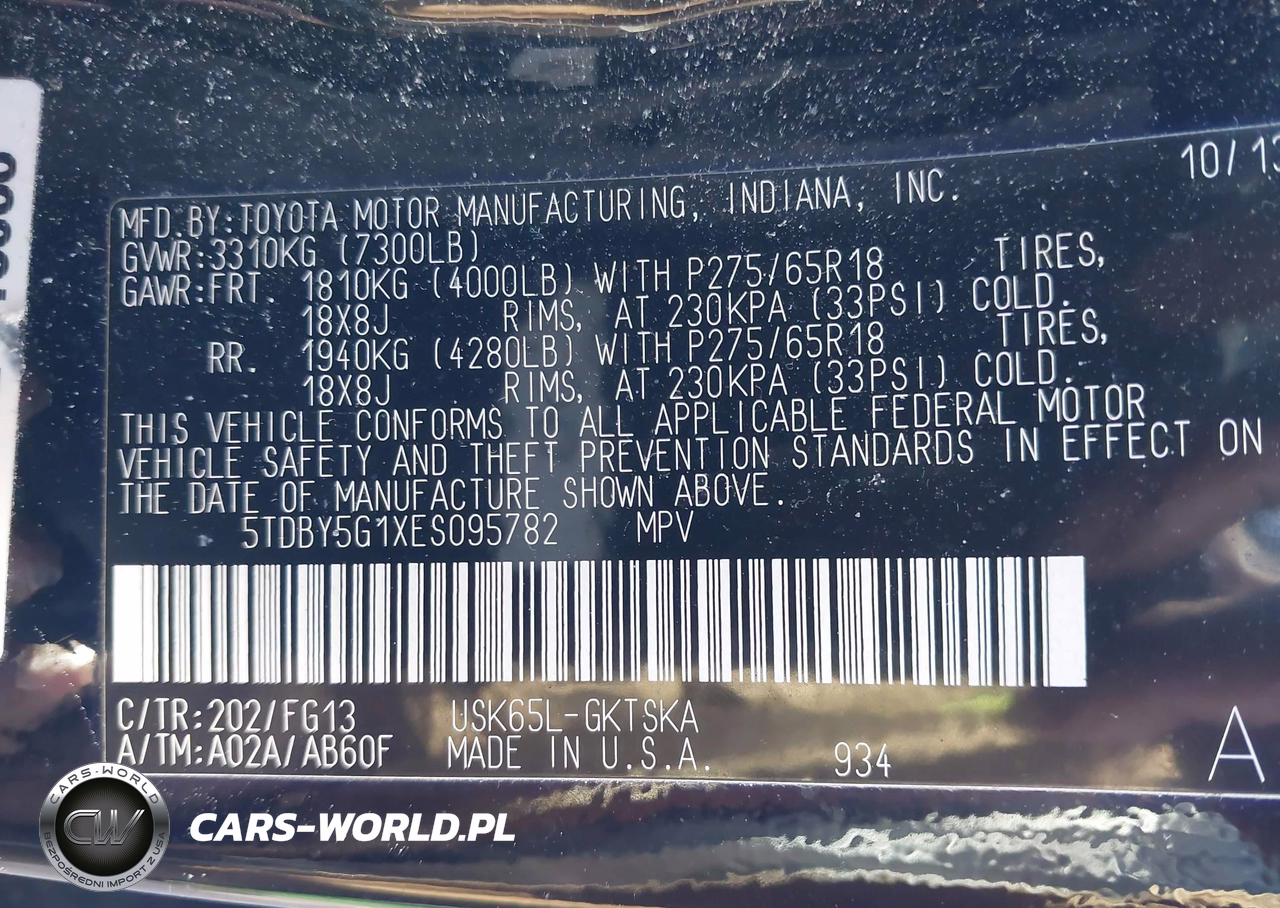 10/13
MFD.BY:TOYOTA MOTOR MANUFACTURING, INDIANA, INC.
GVWR:3310KG (7300LB)
GAWR:FRT. 1810KG (4000LB) WITH P275/65R18 TIRES,
18X8J RIMS, AT 230KPA (33PSI) COLD.
RR. 1940KG (4280LB) WITH P275/65R18 TIRES,
18X8J RIMS, AT 230KPA (33PSI) COLD.
THIS VEHICLE CONFORMS TO ALL APPLICABLE FEDERAL MOTOR
VEHICLE SAFETY AND THEFT PREVENTION STANDARDS IN EFFECT ON
THE DATE OF MANUFACTURE SHOWN ABOVE.
5TDBY5G1XES095782 MPV
C/TR:202/FG13 USK65L-GKTSKA
A/TM:A02A/AB60F MADE IN U.S.A. 934 A
CARS-WORLD
CW
BEZPOŚREDNI IMPORT Z USA
CARS-WORLD.PL